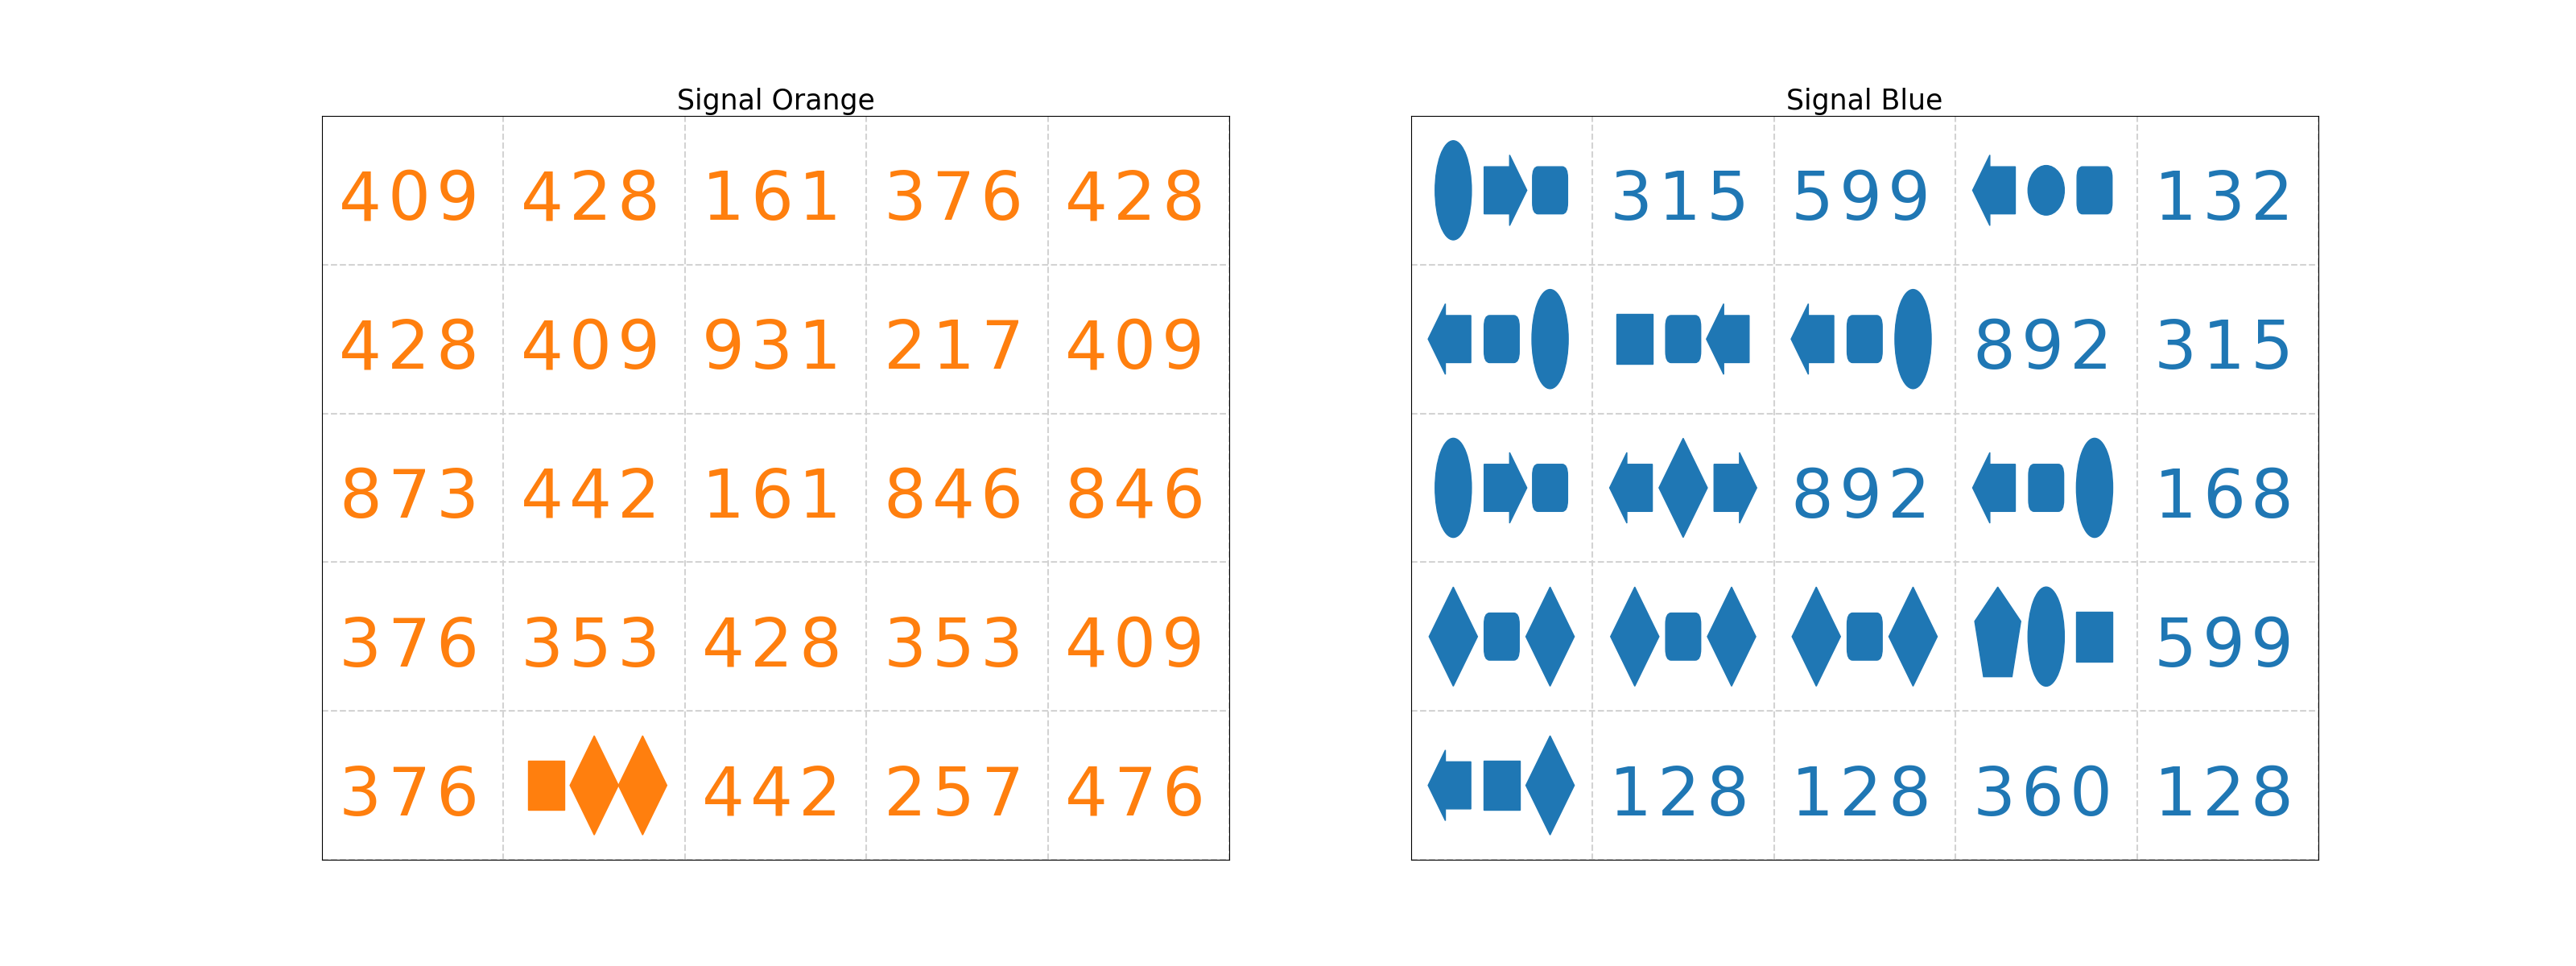 Signal Orange
409 428 161 376 428
428 409 931 217 409
873 442 161 846 846
376 353 428 353 409
376 442 257 476
Signal Blue
315 599 132
892 315
892 168
599
128 128 360 128